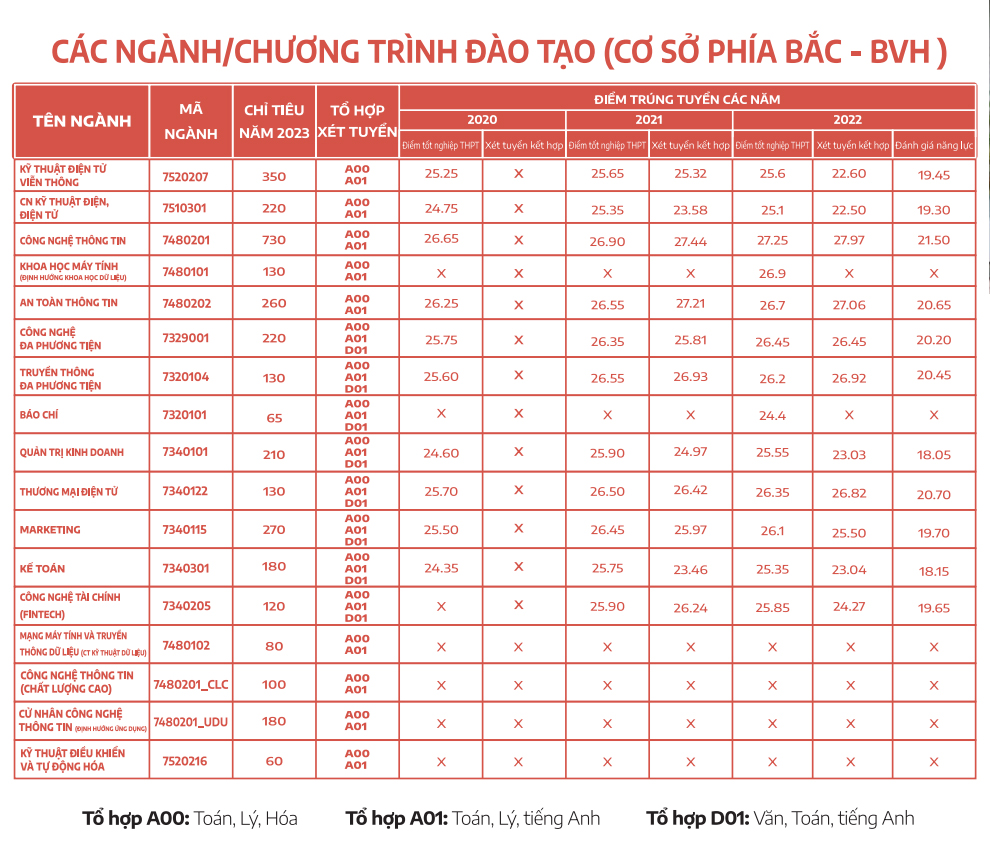 CÁC NGÀNH/CHƯƠNG TRÌNH ĐÀO TẠO (CƠ SỞ PHÍA BẮC - BVH )
TÊN NGÀNH MÃ NGÀNH CHỈ TIÊU NĂM 2023 TỔ HỢP XÉT TUYỂN ĐIỂM TRÚNG TUYỂN CÁC NĂM
2020 2021 2022
Điểm tốt nghiệp THPT Xét tuyển kết hợp Điểm tốt nghiệp THPT Xét tuyển kết hợp Điểm tốt nghiệp THPT Xét tuyển kết hợp Đánh giá năng lực
KỸ THUẬT ĐIỆN TỬ VIỄN THÔNG 7520207 350 A00 A01 25.25 X 25.65 25.32 25.6 22.60 19.45
CN KỸ THUẬT ĐIỆN, ĐIỆN TỬ 7510301 220 A00 A01 24.75 X 25.35 23.58 25.1 22.50 19.30
CÔNG NGHỆ THÔNG TIN 7480201 730 A00 A01 26.65 X 26.90 27.44 27.25 27.97 21.50
KHOA HỌC MÁY TÍNH (ĐỊNH HƯỚNG KHOA HỌC DỮ LIỆU) 7480101 130 A00 A01 X X X X 26.9 X X
AN TOÀN THÔNG TIN 7480202 260 A00 A01 26.25 X 26.55 27.21 26.7 27.06 20.65
CÔNG NGHỆ ĐA PHƯƠNG TIỆN 7329001 220 A00 A01 D01 25.75 X 26.35 25.81 26.45 26.45 20.20
TRUYỀN THÔNG ĐA PHƯƠNG TIỆN 7320104 130 A00 A01 D01 25.60 X 26.55 26.93 26.2 26.92 20.45
BÁO CHÍ 7320101 65 A00 A01 D01 X X X X 24.4 X X
QUẢN TRỊ KINH DOANH 7340101 210 A00 A01 D01 24.60 X 25.90 24.97 25.55 23.03 18.05
THƯƠNG MẠI ĐIỆN TỬ 7340122 130 A00 A01 D01 25.70 X 26.50 26.42 26.35 26.82 20.70
MARKETING 7340115 270 A00 A01 D01 25.50 X 26.45 25.97 26.1 25.50 19.70
KẾ TOÁN 7340301 180 A00 A01 D01 24.35 X 25.75 23.46 25.35 23.04 18.15
CÔNG NGHỆ TÀI CHÍNH (FINTECH) 7340205 120 A00 A01 D01 X X 25.90 26.24 25.85 24.27 19.65
MẠNG MÁY TÍNH VÀ TRUYỀN THÔNG DỮ LIỆU (CT KỸ THUẬT DỮ LIỆU) 7480102 80 A00 A01 X X X X X X X
CÔNG NGHỆ THÔNG TIN (CHẤT LƯỢNG CAO) 7480201_CLC 100 A00 A01 X X X X X X X
CỬ NHÂN CÔNG NGHỆ THÔNG TIN (ĐỊNH HƯỚNG ỨNG DỤNG) 7480201_UDU 180 A00 A01 X X X X X X X
KỸ THUẬT ĐIỀU KHIỂN VÀ TỰ ĐỘNG HÓA 7520216 60 A00 A01 X X X X X X X
Tổ hợp A00: Toán, Lý, Hóa Tổ hợp A01: Toán, Lý, tiếng Anh Tổ hợp D01: Văn, Toán, tiếng Anh